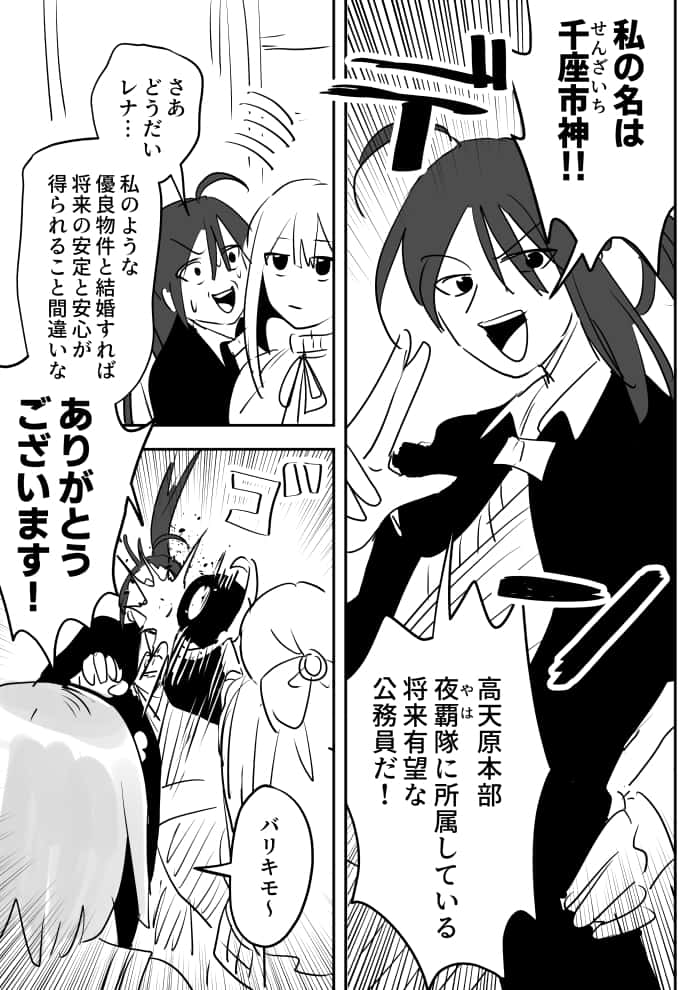 私の名は
せんざいち
千座市神!!
デーン
高天原本部
やは
夜覇隊に所属している
将来有望な
公務員だ！
さあ
どうだい
レナ…
私のような
優良物件と結婚すれば
将来の安定と安心が
得られること間違いな
ゴッ
ありがとう
ございます！
バリキモ～